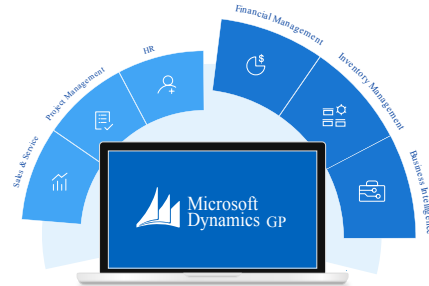 Financial Management
HR
Inventory Management
Project Management
Sales & Service
Business Intelligence
Microsoft
Dynamics GP